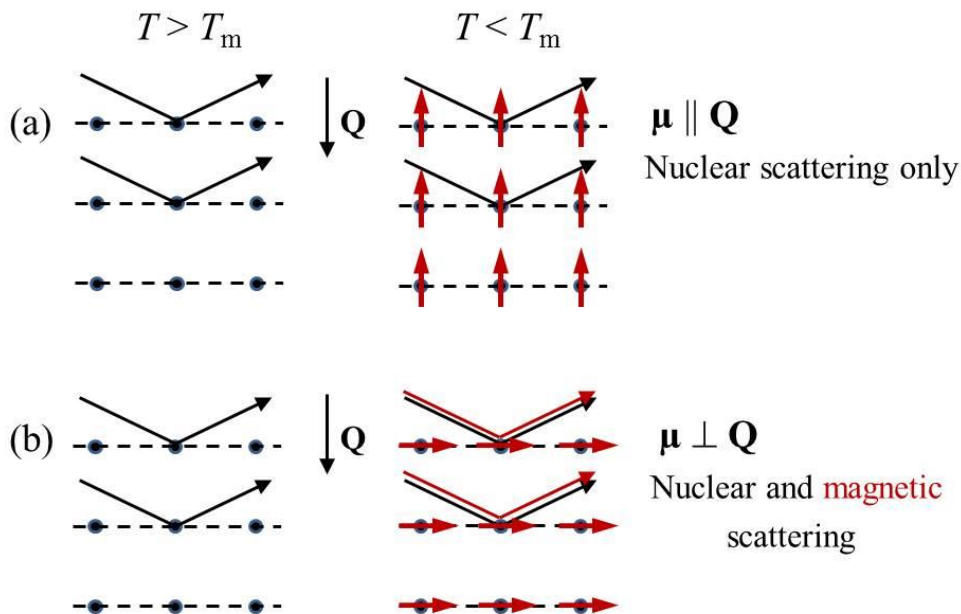 T > Tm T < Tm
(a) Q μ ∥ Q
Nuclear scattering only
(b) Q μ ⊥ Q
Nuclear and magnetic
scattering